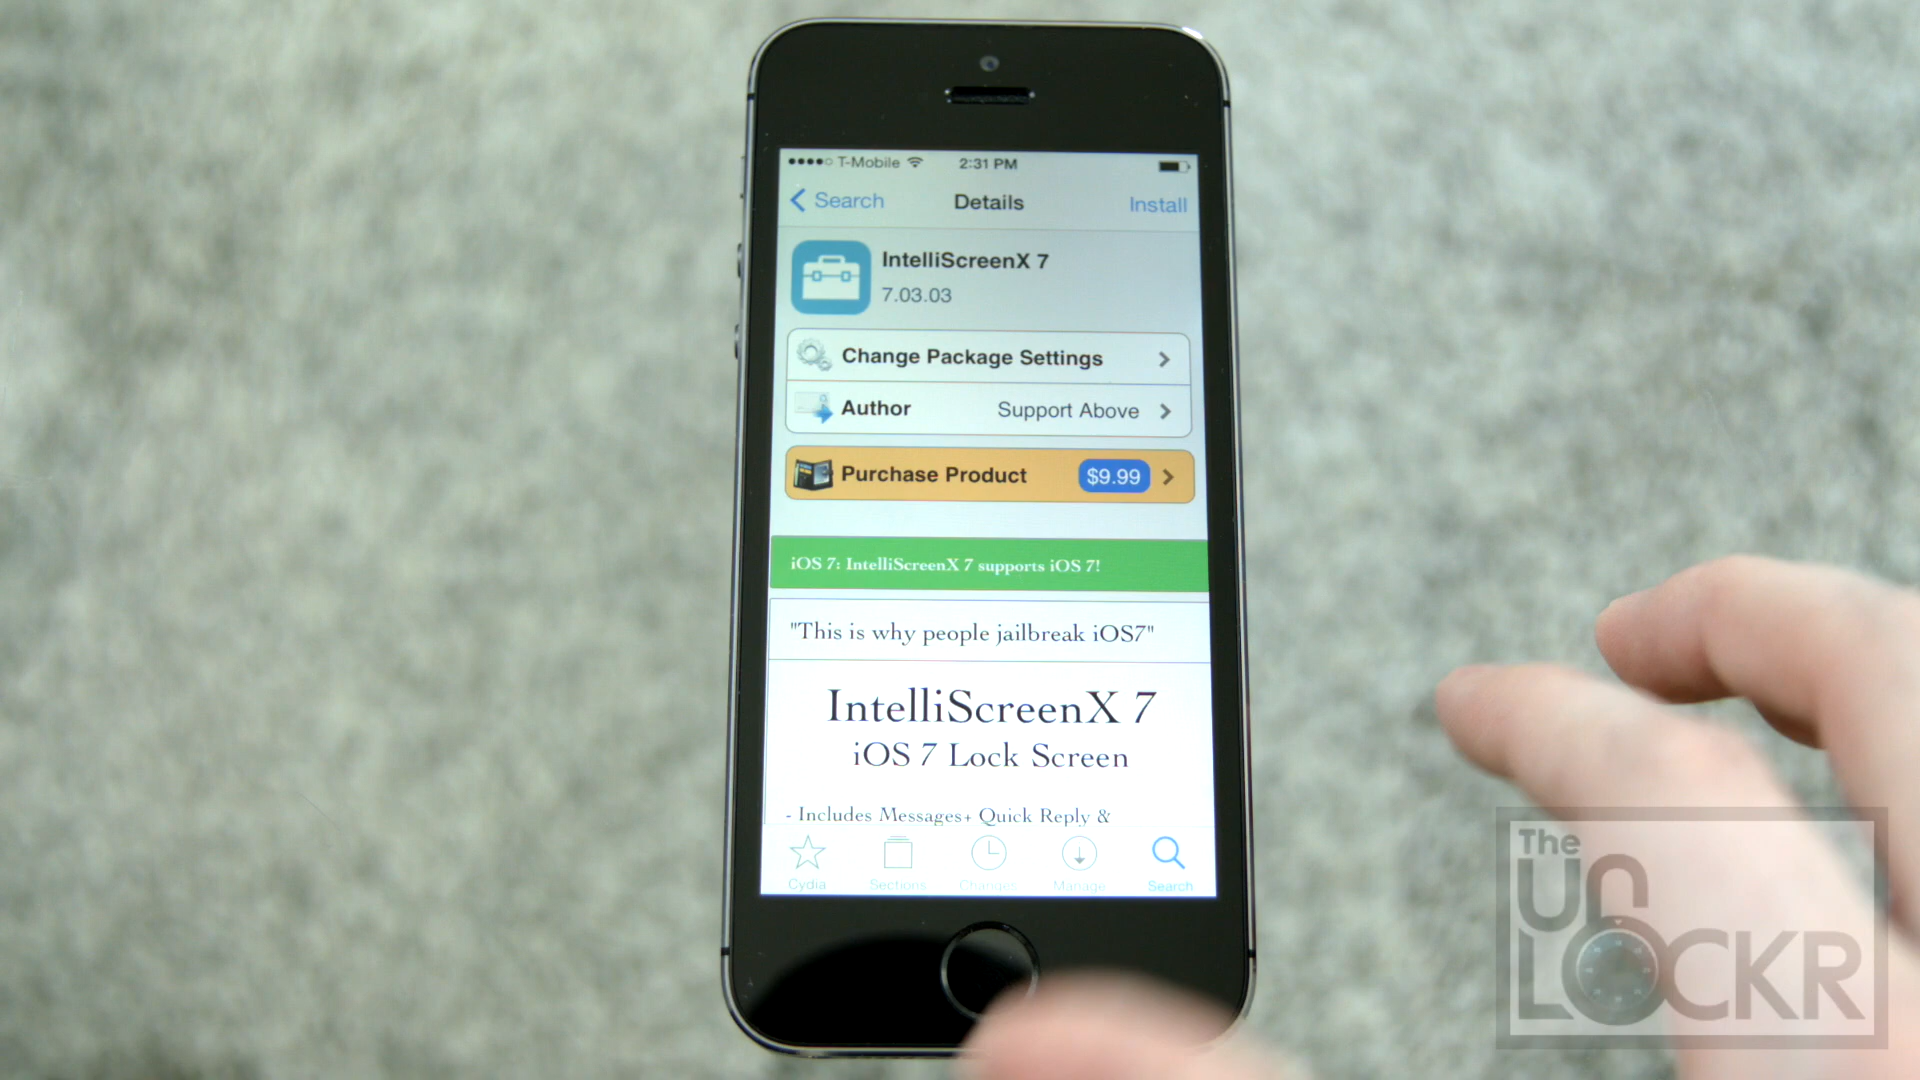 T-Mobile 2:31 PM
Search Details Install
IntelliScreenX 7
7.03.03
Change Package Settings
Author Support Above
Purchase Product $9.99
iOS 7: IntelliScreenX 7 supports iOS 7!
"This is why people jailbreak iOS7"
IntelliScreenX 7
iOS 7 Lock Screen
- Includes Messages+ Quick Reply &
Cydia Sections Changes Manage Search
The
UN
LOCKR